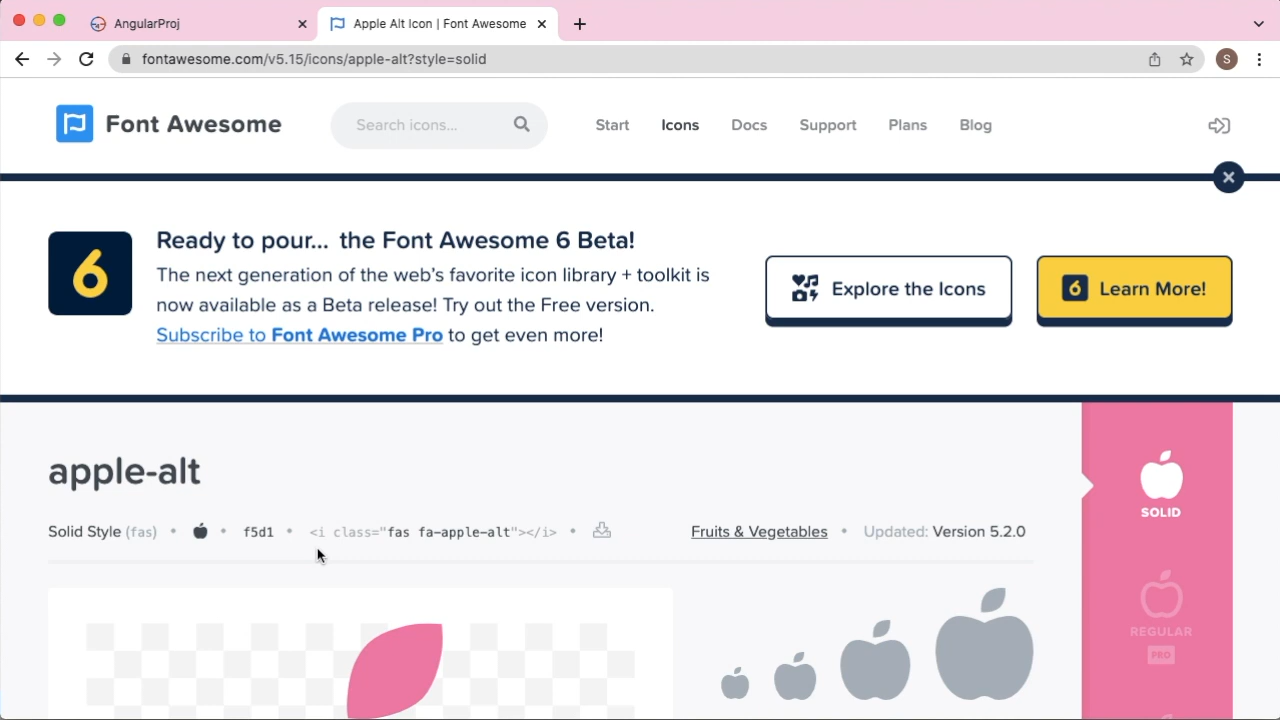 AngularProj
Apple Alt Icon | Font Awesome
fontawesome.com/v5.15/icons/apple-alt?style=solid
S
Font Awesome
Search icons...
Start
Icons
Docs
Support
Plans
Blog
6
Ready to pour... the Font Awesome 6 Beta!
The next generation of the web's favorite icon library + toolkit is
now available as a Beta release! Try out the Free version.
Subscribe to Font Awesome Pro to get even more!
Explore the Icons
6 Learn More!
apple-alt
Solid Style (fas) • • f5d1 • <i class="fas fa-apple-alt"></i> •
Fruits & Vegetables • Updated: Version 5.2.0
SOLID
REGULAR
PRO